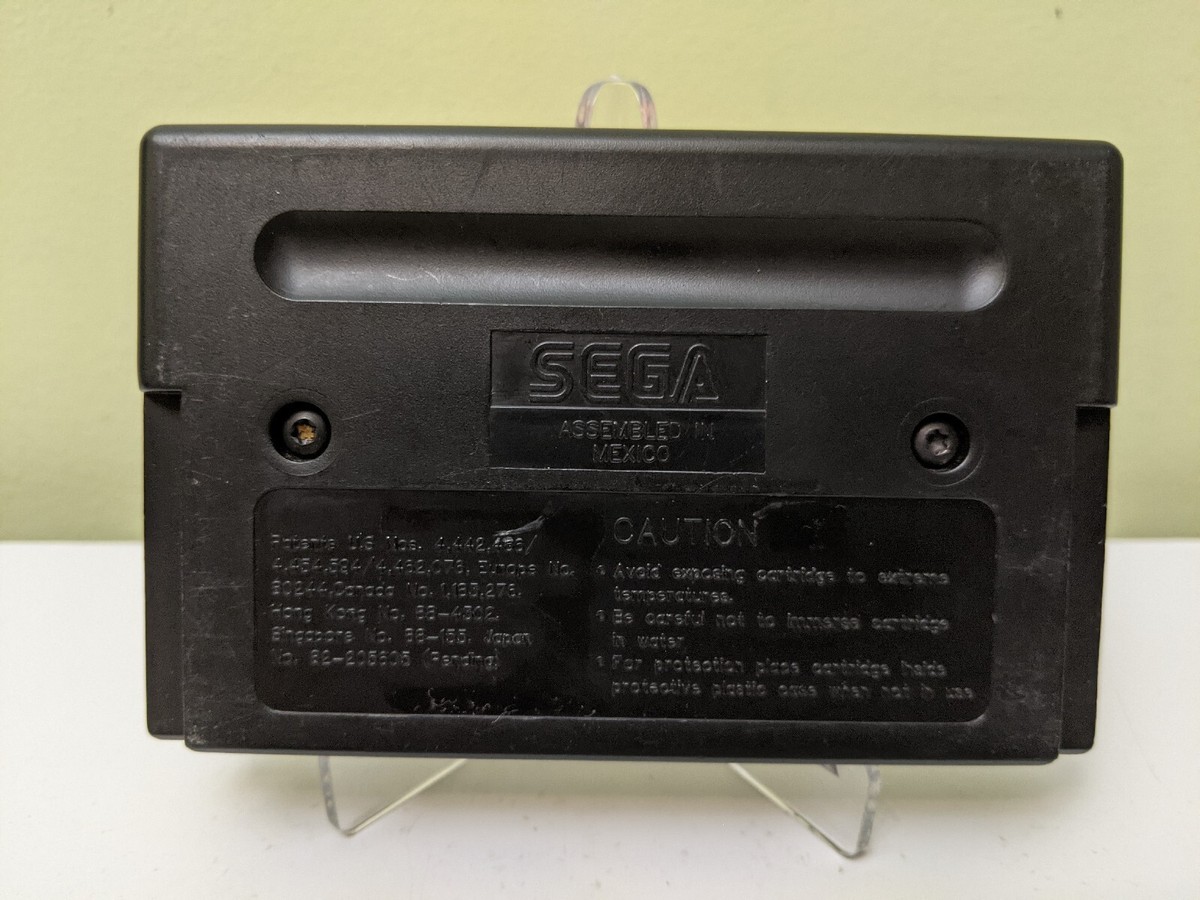 SEGA
ASSEMBLED IN
MEXICO
Patents US Nos. 4,442,486/
4,454,594/4,462,076, Europe No.
80244, Canada No. 1,183,276,
Hong Kong No. 88-4302,
Singapore No. 88-155, Japan
No. 82-205605 (Pending)
CAUTION
• Avoid exposing cartridge to extreme
temperatures.
• Be careful not to immerse cartridge
in water
• For protection place cartridge
protective plastic case when not in use